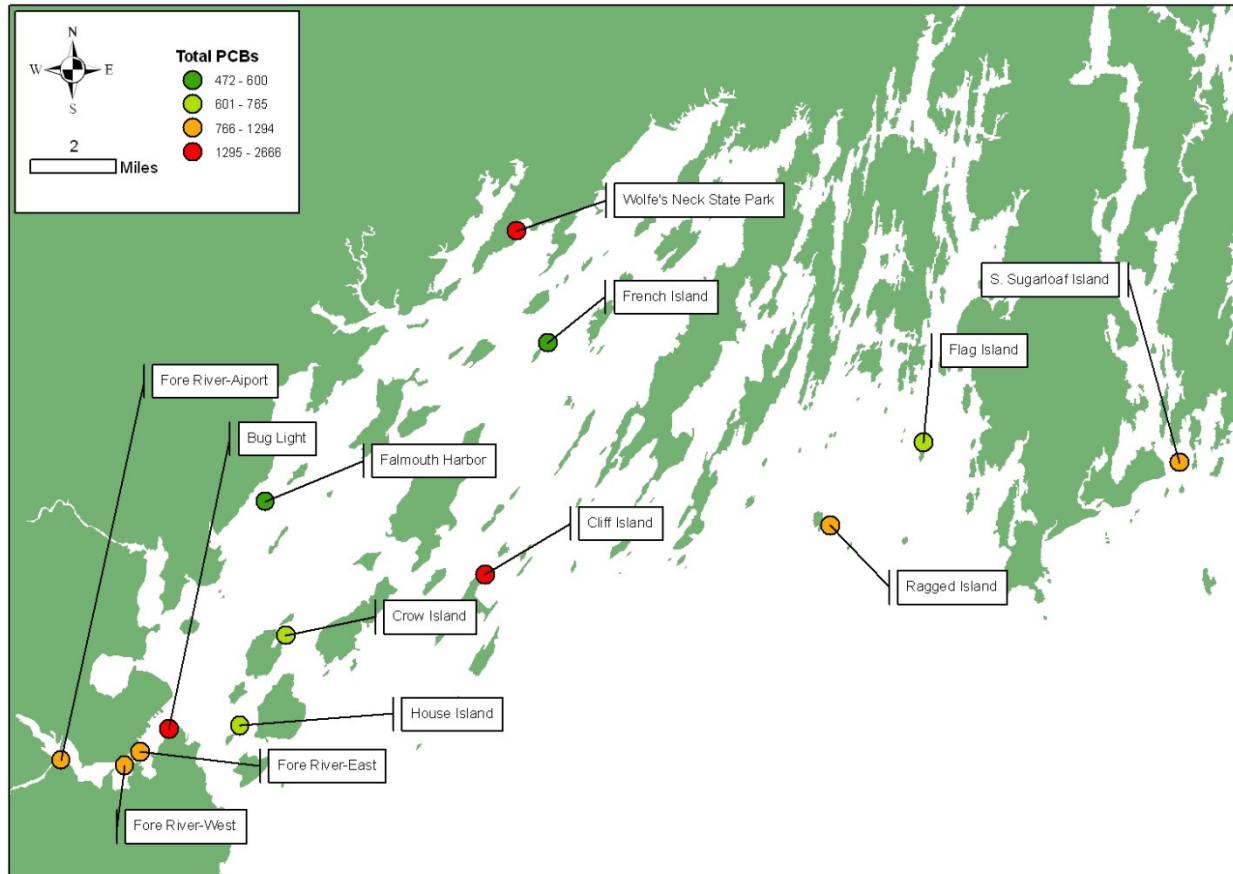 N
W E
S
2
Miles
Total PCBs
472 - 600
601 - 765
766 - 1294
1295 - 2666
Wolfe's Neck State Park
S. Sugarloaf Island
French Island
Flag Island
Fore River-Aiport
Bug Light
Falmouth Harbor
Cliff Island
Ragged Island
Crow Island
House Island
Fore River-East
Fore River-West